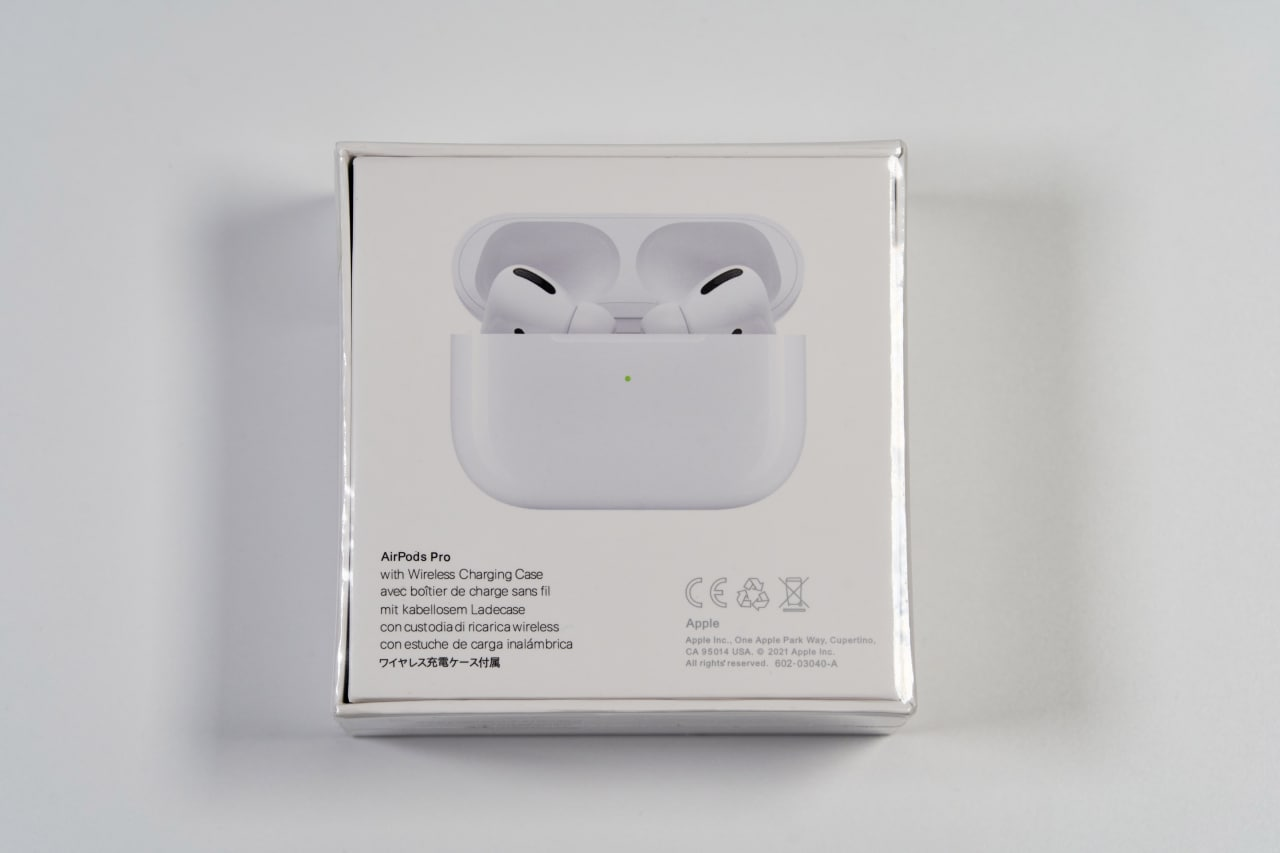 AirPods Pro
with Wireless Charging Case
avec boîtier de charge sans fil
mit kabellosem Ladecase
con custodia di ricarica wireless
con estuche de carga inalámbrica
ワイヤレス充電ケース付属
CE
Apple
Apple Inc., One Apple Park Way, Cupertino,
CA 95014 USA. © 2021 Apple Inc.
All rights reserved. 602-03040-A